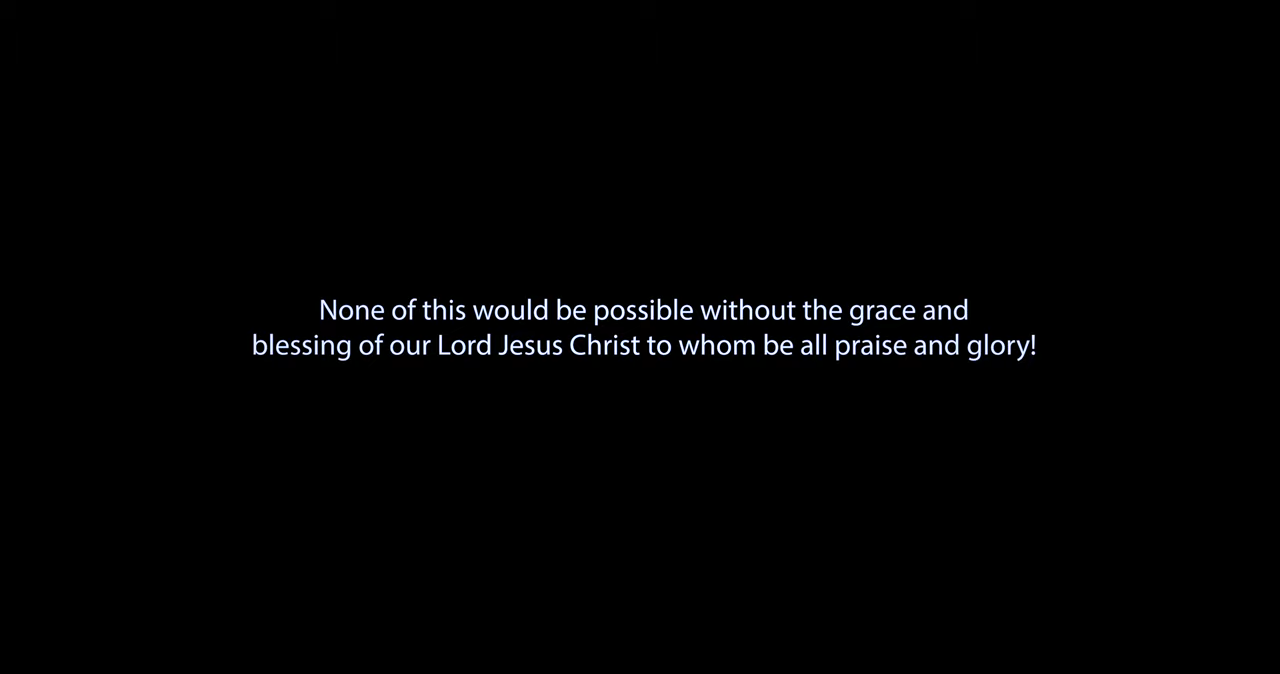 None of this would be possible without the grace and
blessing of our Lord Jesus Christ to whom be all praise and glory!